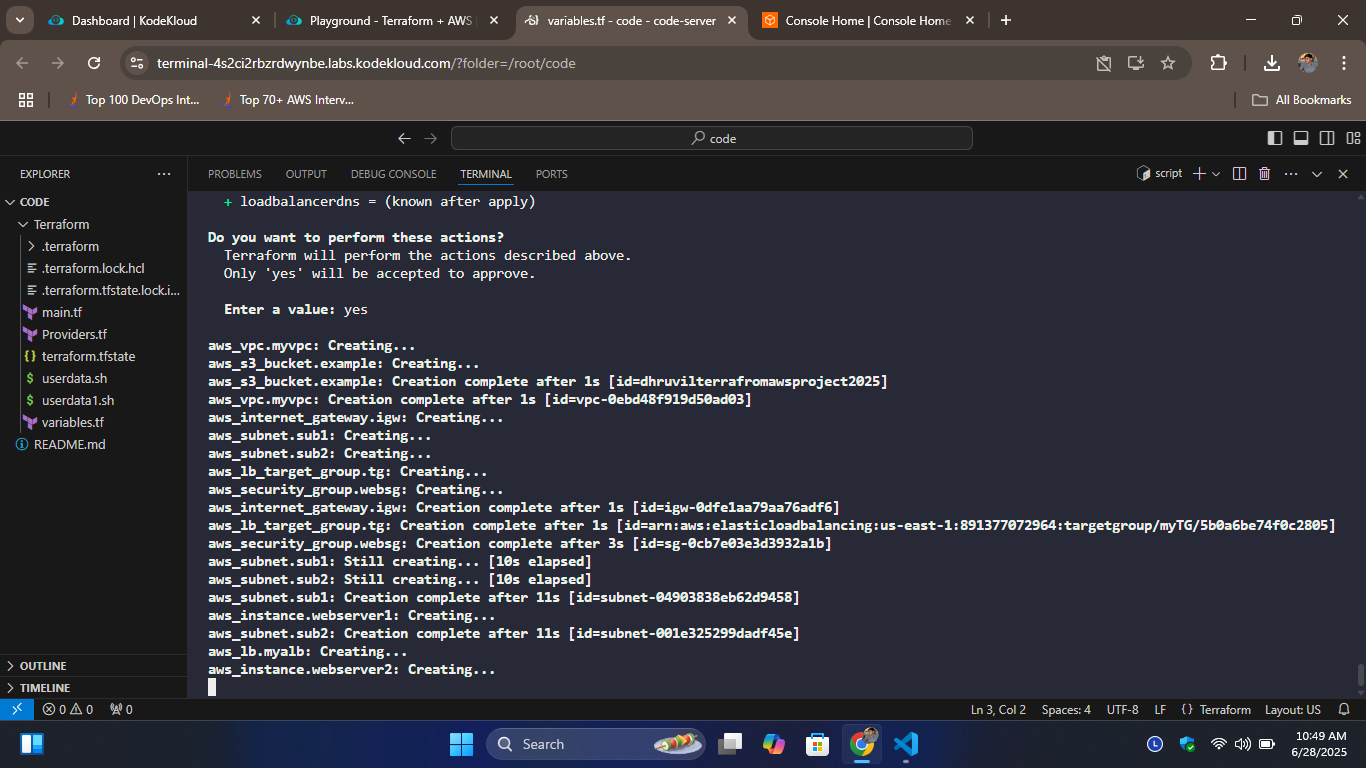 Dashboard | KodeKloud
Playground - Terraform + AWS
variables.tf - code - code-server
Console Home | Console Home
terminal-4s2ci2rbzrdwynbe.labs.kodekloud.com/?folder=/root/code
Top 100 DevOps Int...
Top 70+ AWS Interv...
All Bookmarks
code
EXPLORER
PROBLEMS
OUTPUT
DEBUG CONSOLE
TERMINAL
PORTS
script
CODE
Terraform
.terraform
.terraform.lock.hcl
.terraform.tfstate.lock.i...
main.tf
Providers.tf
terraform.tfstate
userdata.sh
userdata1.sh
variables.tf
README.md
OUTLINE
TIMELINE
+ loadbalancerdns = (known after apply)
Do you want to perform these actions?
Terraform will perform the actions described above.
Only 'yes' will be accepted to approve.
Enter a value: yes
aws_vpc.myvpc: Creating...
aws_s3_bucket.example: Creating...
aws_s3_bucket.example: Creation complete after 1s [id=dhruvilterrafromawsproject2025]
aws_vpc.myvpc: Creation complete after 1s [id=vpc-0ebd48f919d50ad03]
aws_internet_gateway.igw: Creating...
aws_subnet.sub1: Creating...
aws_subnet.sub2: Creating...
aws_lb_target_group.tg: Creating...
aws_security_group.websg: Creating...
aws_internet_gateway.igw: Creation complete after 1s [id=igw-0dfe1aa79aa76adf6]
aws_lb_target_group.tg: Creation complete after 1s [id=arn:aws:elasticloadbalancing:us-east-1:891377072964:targetgroup/myTG/5b0a6be74f0c2805]
aws_security_group.websg: Creation complete after 3s [id=sg-0cb7e03e3d3932a1b]
aws_subnet.sub1: Still creating... [10s elapsed]
aws_subnet.sub2: Still creating... [10s elapsed]
aws_subnet.sub1: Creation complete after 11s [id=subnet-04903838eb62d9458]
aws_instance.webserver1: Creating...
aws_subnet.sub2: Creation complete after 11s [id=subnet-001e325299dadf45e]
aws_lb.myalb: Creating...
aws_instance.webserver2: Creating...
0 0
0
Ln 3, Col 2
Spaces: 4
UTF-8
LF
{} Terraform
Layout: US
Search
L
10:49 AM
6/28/2025